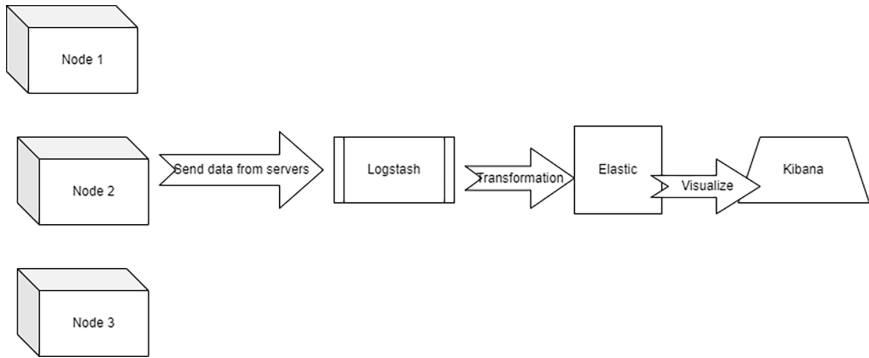 Node 1
Node 2
Send data from servers
Logstash
Transformation
Elastic
Visualize
Kibana
Node 3